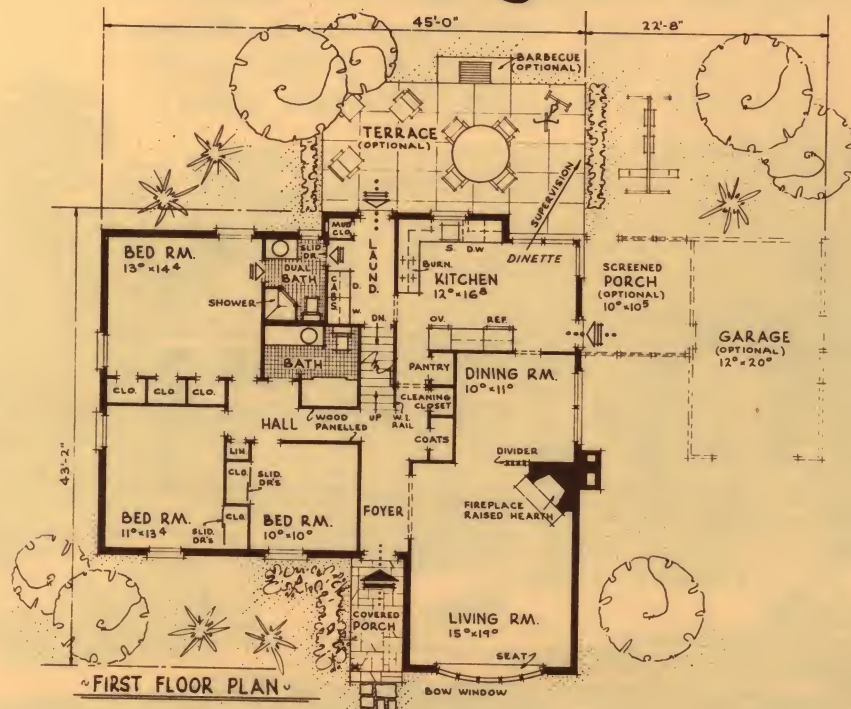 45'-0"
22'-8"
BARBECUE
(OPTIONAL)
TERRACE
(OPTIONAL)
SUPERVISION
MUD
CLO.
BED RM.
13⁰ x 14⁴
SLID.
DR.
DUAL
BATH
SHOWER
LAUND.
CABS.
D.
W.
DN.
S.
D.W.
BURN.
KITCHEN
12⁰ x 16⁸
DINETTE
SCREENED
PORCH
(OPTIONAL)
10⁰ x 10⁵
GARAGE
(OPTIONAL)
12⁰ x 20⁰
OV.
REF.
BATH
PANTRY
DINING RM.
10⁰ x 11⁰
CLO.
CLO.
CLO.
CLEANING
CLOSET
UP
W.I.
RAIL
WOOD
PANELLED
HALL
COATS
43'-2"
LIN.
CLO.
SLID.
DR'S
DIVIDER
BED RM.
11⁰ x 13⁴
SLID.
DR'S
CLO.
BED RM.
10⁰ x 10⁰
FOYER
FIREPLACE
RAISED HEARTH
COVERED
PORCH
LIVING RM.
15⁰ x 19⁰
SEAT
BOW WINDOW
~FIRST FLOOR PLAN~